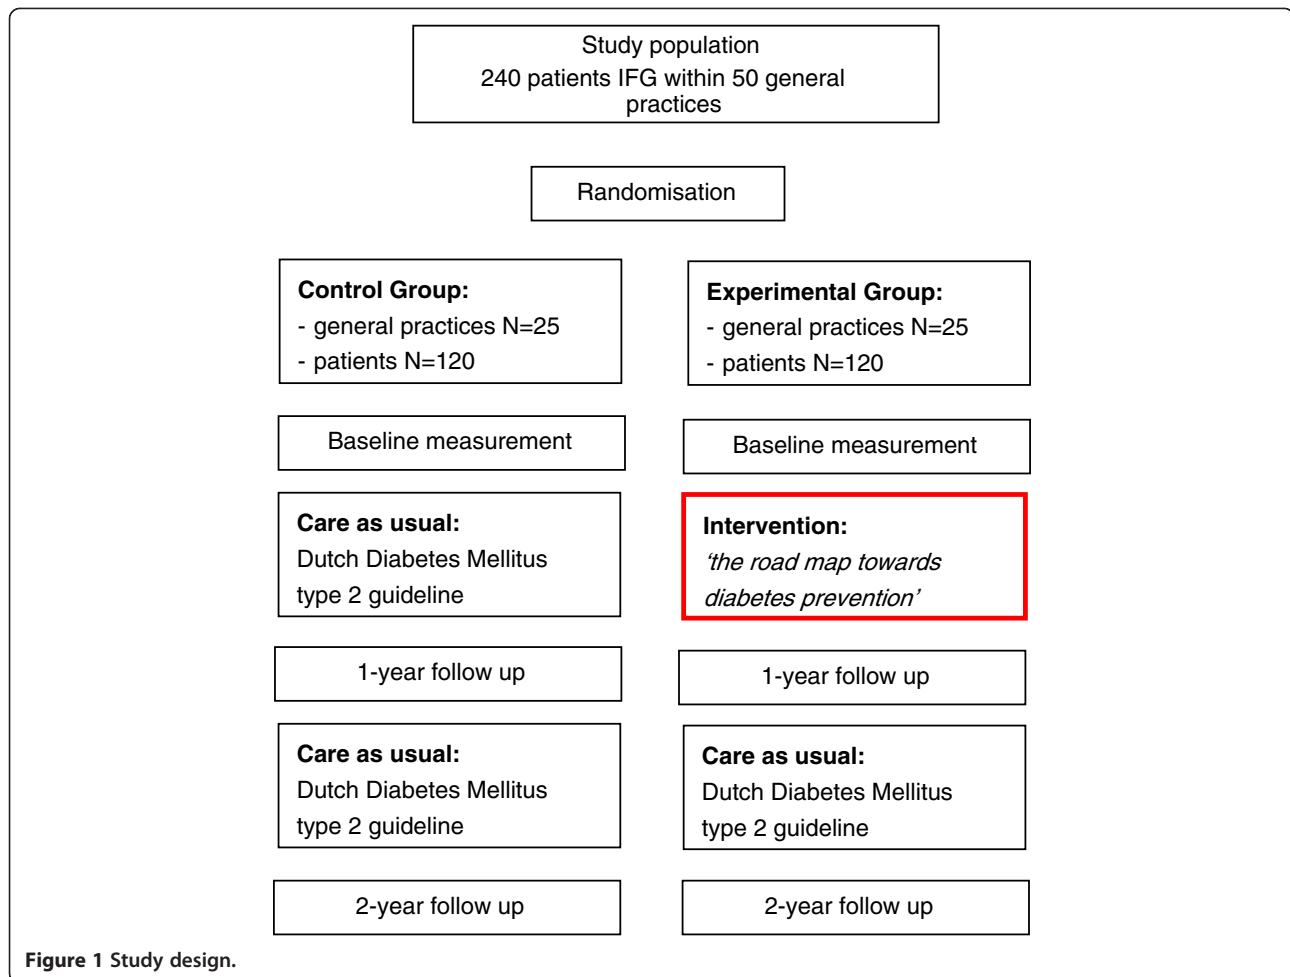 Study population
240 patients IFG within 50 general
practices
Randomisation
Control Group:
- general practices N=25
- patients N=120
Experimental Group:
- general practices N=25
- patients N=120
Baseline measurement
Baseline measurement
Care as usual:
Dutch Diabetes Mellitus
type 2 guideline
Intervention:
‘the road map towards
diabetes prevention’
1-year follow up
1-year follow up
Care as usual:
Dutch Diabetes Mellitus
type 2 guideline
Care as usual:
Dutch Diabetes Mellitus
type 2 guideline
2-year follow up
2-year follow up
Figure 1 Study design.